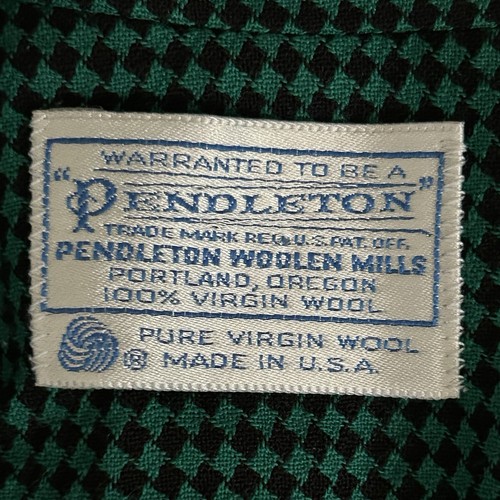 WARRANTED TO BE A
"PENDLETON"
TRADE MARK REG. U.S. PAT. OFF.
PENDLETON WOOLEN MILLS
PORTLAND, OREGON
100% VIRGIN WOOL
PURE VIRGIN WOOL
® MADE IN U.S.A.